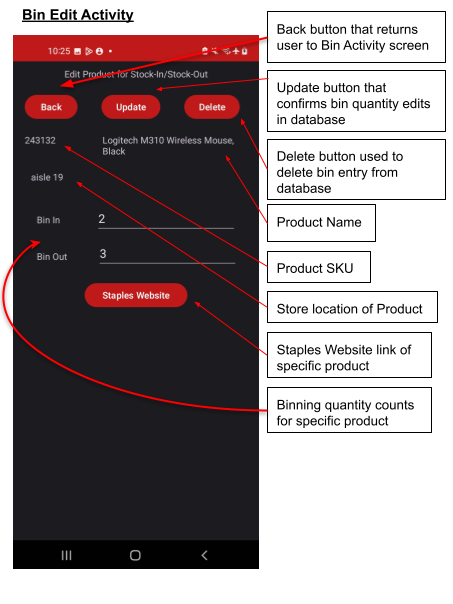 Bin Edit Activity
10:25
Edit Product for Stock-In/Stock-Out
Back
Update
Delete
243132
Logitech M310 Wireless Mouse,
Black
aisle 19
Bin In
2
Bin Out
3
Staples Website
Back button that returns
user to Bin Activity screen
Update button that
confirms bin quantity edits
in database
Delete button used to
delete bin entry from
database
Product Name
Product SKU
Store location of Product
Staples Website link of
specific product
Binning quantity counts
for specific product